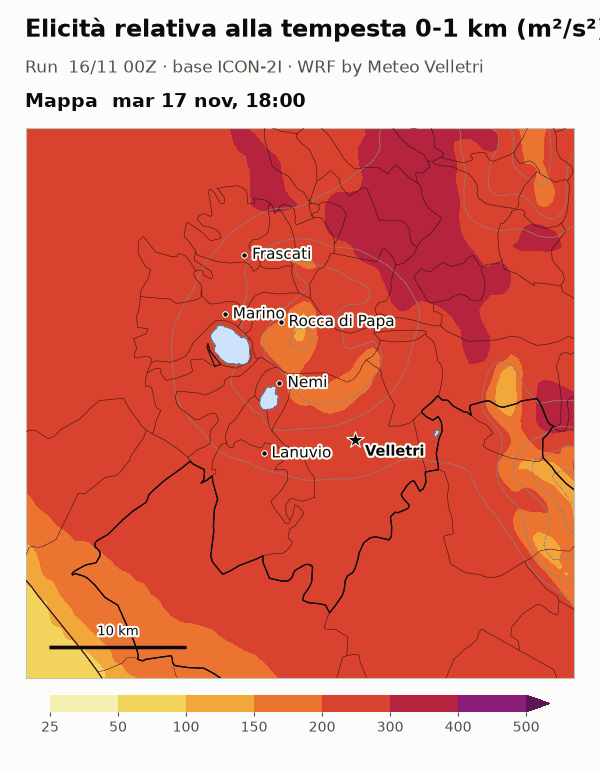 Elicità relativa alla tempesta 0-1 km (m²/s²)
Run 16/11 00Z · base ICON-2I · WRF by Meteo Velletri
Mappa mar 17 nov, 18:00
Frascati
Marino
Rocca di Papa
Nemi
Velletri
Lanuvio
10 km
25 50 100 150 200 300 400 500